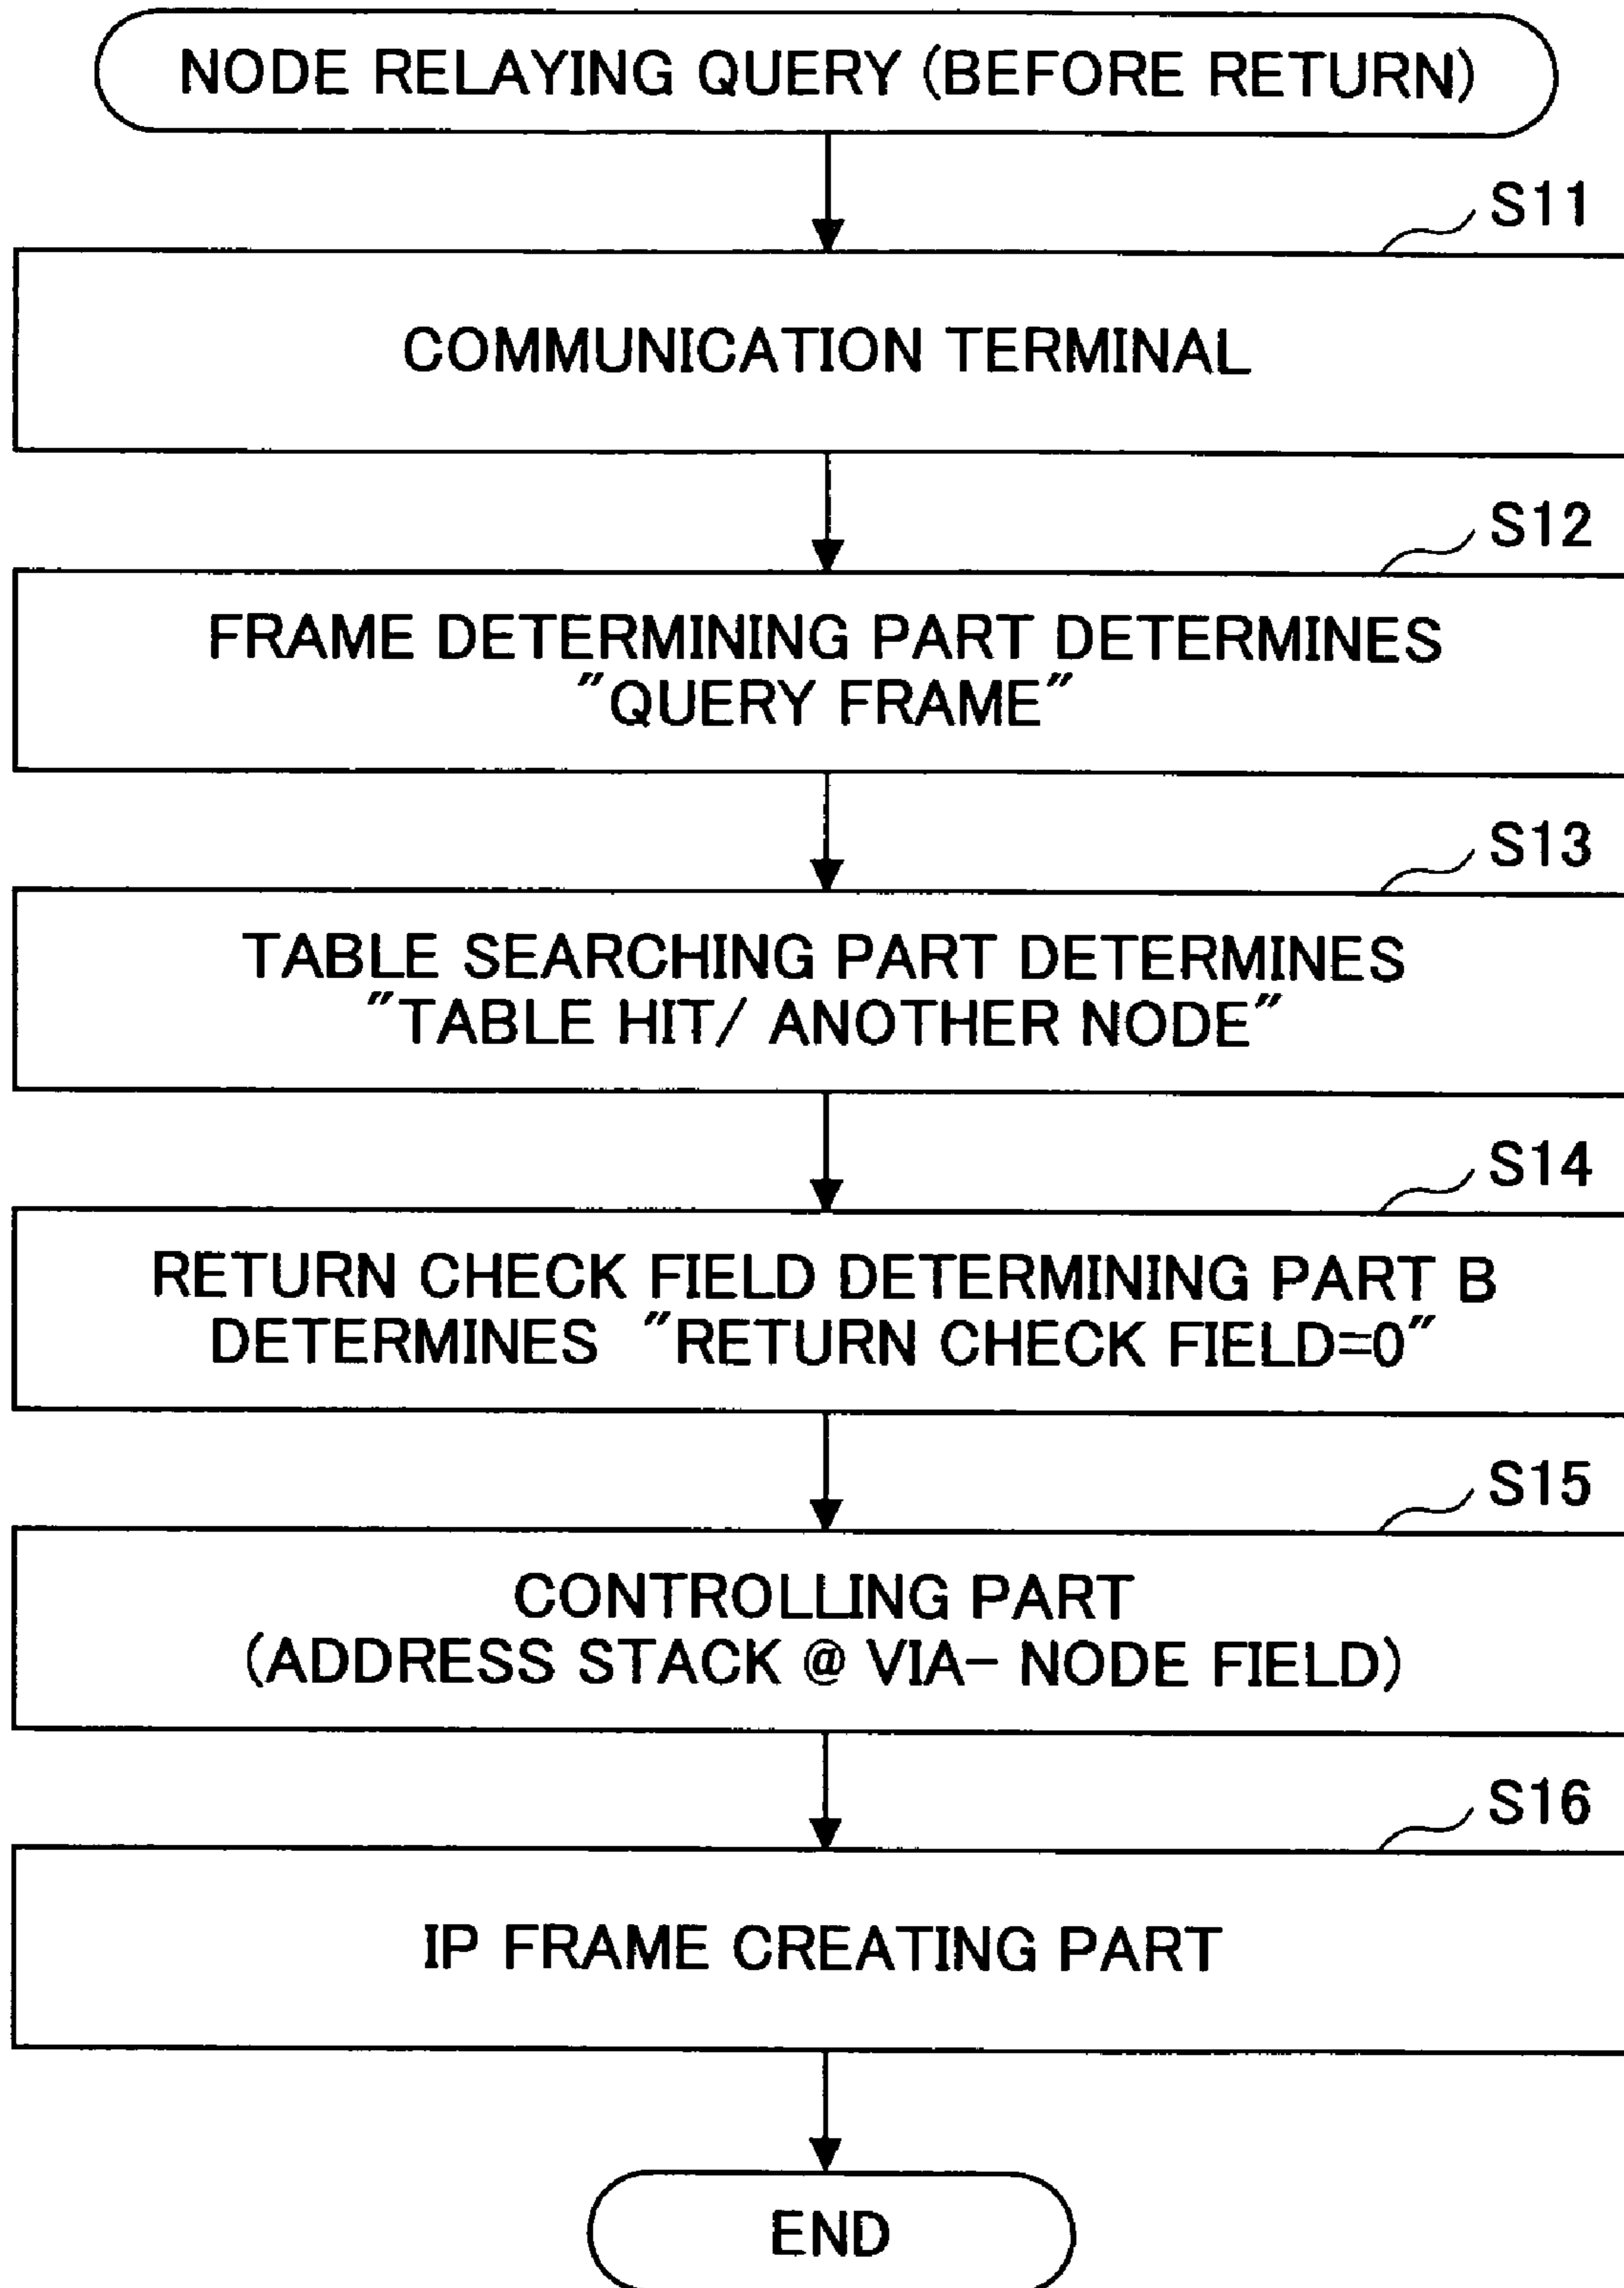 NODE RELAYING QUERY (BEFORE RETURN)
S11
COMMUNICATION TERMINAL
S12
FRAME DETERMINING PART DETERMINES
"QUERY FRAME"
S13
TABLE SEARCHING PART DETERMINES
"TABLE HIT/ ANOTHER NODE"
S14
RETURN CHECK FIELD DETERMINING PART B
DETERMINES "RETURN CHECK FIELD=0"
S15
CONTROLLING PART
(ADDRESS STACK @ VIA- NODE FIELD)
S16
IP FRAME CREATING PART
END